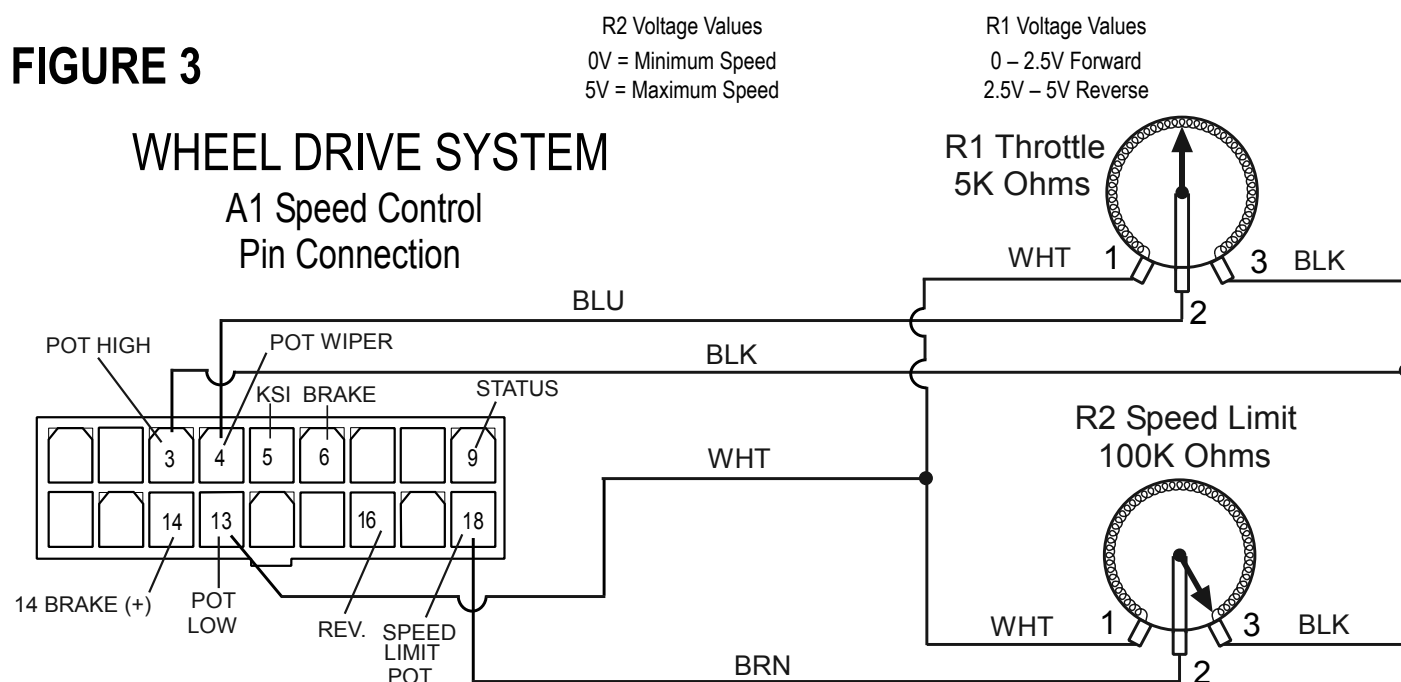 FIGURE 3
R2 Voltage Values
0V = Minimum Speed
5V = Maximum Speed
R1 Voltage Values
0 – 2.5V Forward
2.5V – 5V Reverse
WHEEL DRIVE SYSTEM
A1 Speed Control
Pin Connection
R1 Throttle
5K Ohms
WHT
1
3
BLK
2
BLU
POT HIGH
POT WIPER
BLK
KSI
BRAKE
STATUS
3
4
5
6
9
WHT
R2 Speed Limit
100K Ohms
14
13
16
18
14 BRAKE (+)
POT
LOW
REV.
SPEED
LIMIT
POT
WHT
1
3
BLK
BRN
2